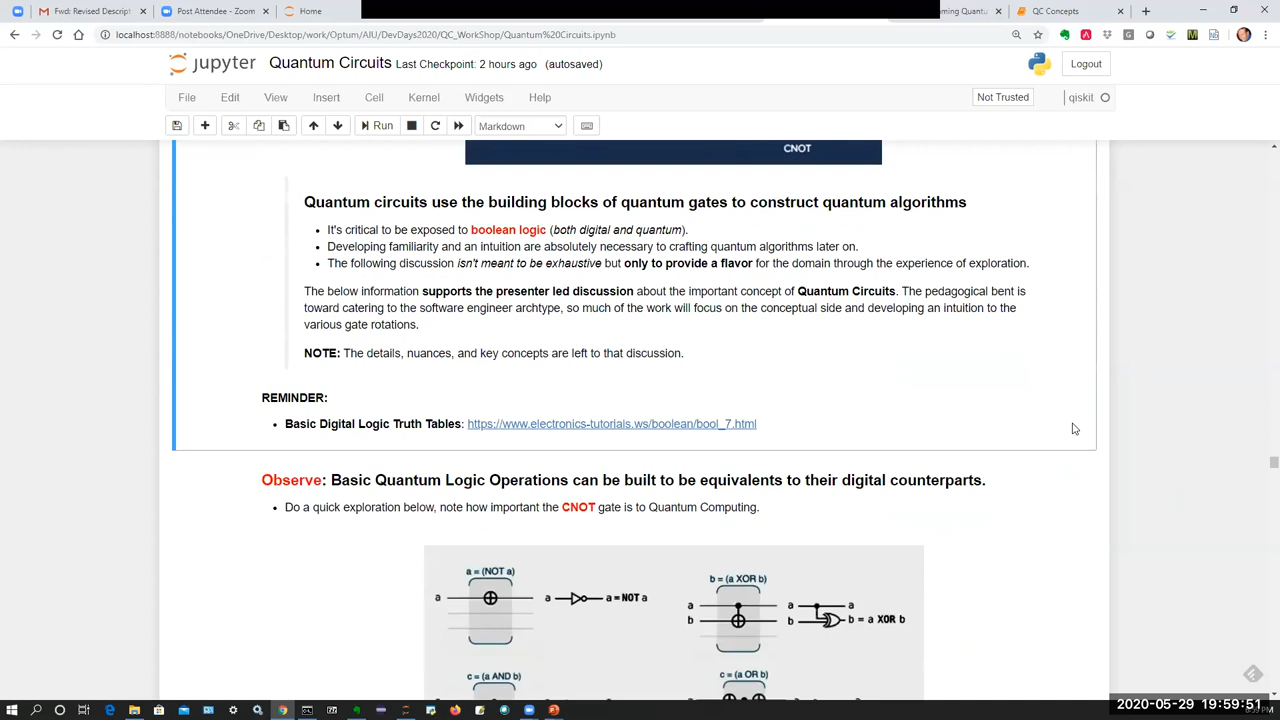 Fwd: Revised Descript
Post Attendee - Zoom
Home
ming Quantu
QC Concepts
localhost:8888/notebooks/OneDrive/Desktop/work/Optum/AIU/DevDays2020/QC_WorkShop/Quantum%20Circuits.ipynb
jupyter Quantum Circuits Last Checkpoint: 2 hours ago (autosaved)
Logout
File Edit View Insert Cell Kernel Widgets Help
Not Trusted
qiskit
Run
Markdown
CNOT
Quantum circuits use the building blocks of quantum gates to construct quantum algorithms
• It's critical to be exposed to boolean logic (both digital and quantum).
• Developing familiarity and an intuition are absolutely necessary to crafting quantum algorithms later on.
• The following discussion isn't meant to be exhaustive but only to provide a flavor for the domain through the experience of exploration.
The below information supports the presenter led discussion about the important concept of Quantum Circuits. The pedagogical bent is
toward catering to the software engineer archtype, so much of the work will focus on the conceptual side and developing an intuition to the
various gate rotations.
NOTE: The details, nuances, and key concepts are left to that discussion.
REMINDER:
• Basic Digital Logic Truth Tables: https://www.electronics-tutorials.ws/boolean/bool_7.html
Observe: Basic Quantum Logic Operations can be built to be equivalents to their digital counterparts.
• Do a quick exploration below, note how important the CNOT gate is to Quantum Computing.
a = (NOT a)
a
a
a = NOT a
b = (a XOR b)
a
b
a
b
a
b = a XOR b
c = (a AND b)
c = (a OR b)
2020-05-29 19:59:51